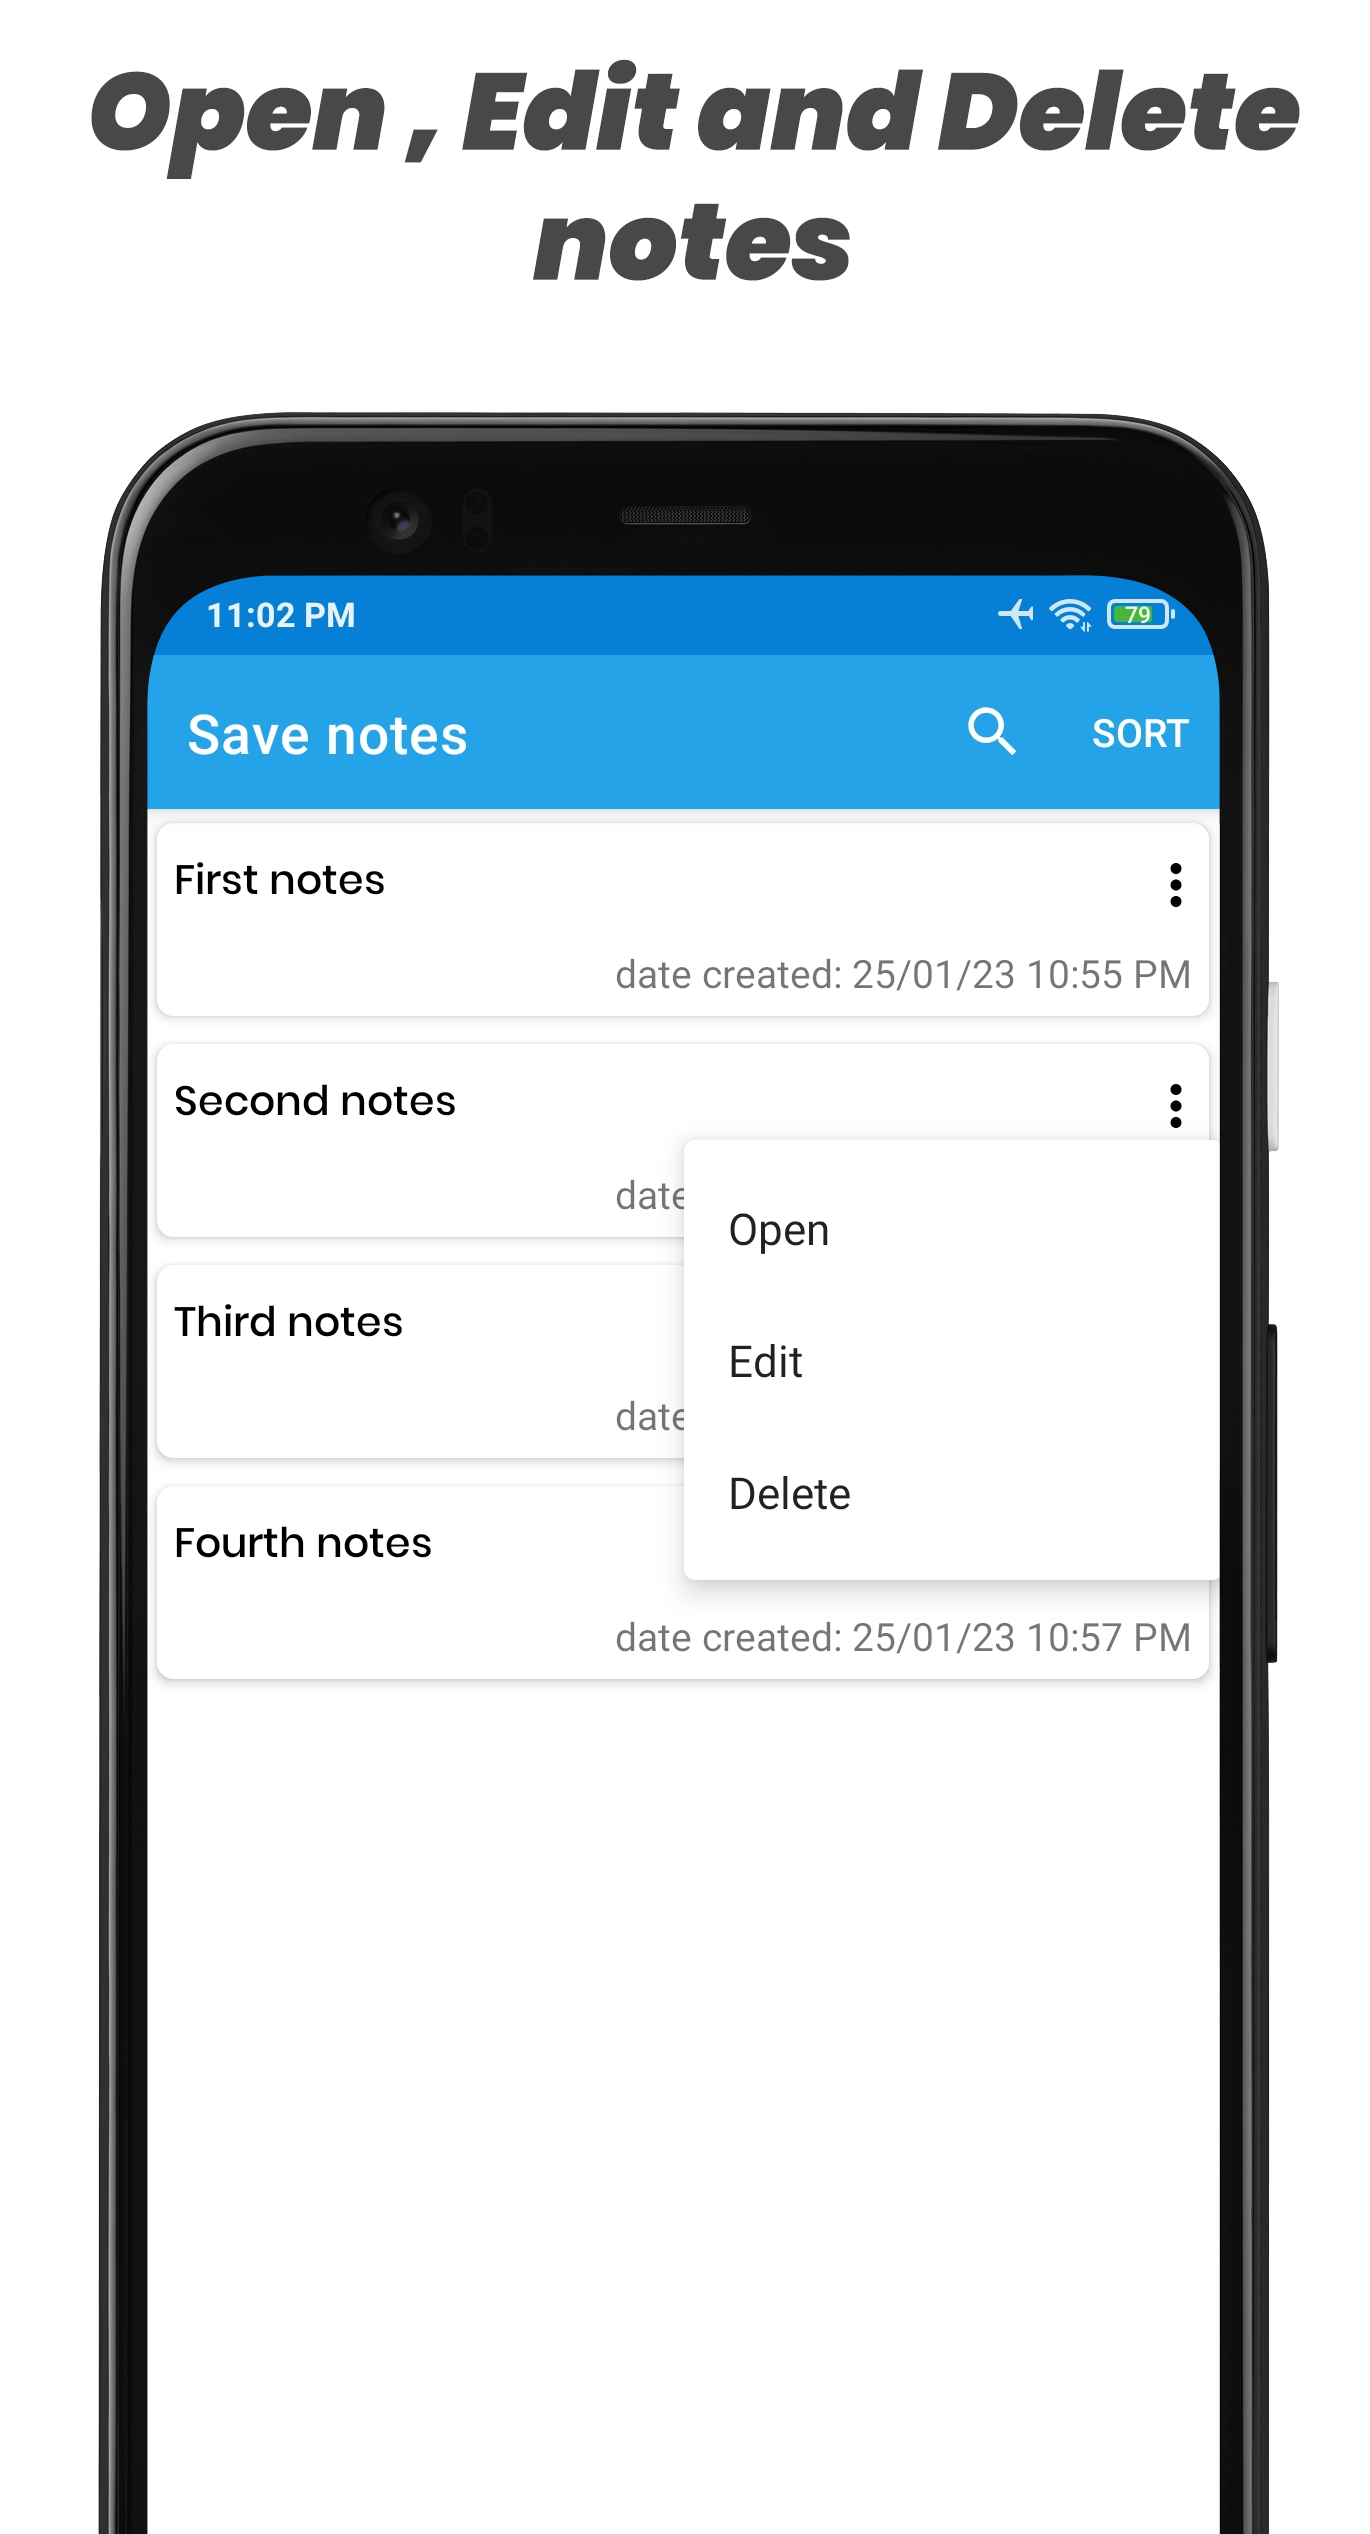 Open , Edit and Delete
notes
11:02 PM
79
Save notes
SORT
First notes
date created: 25/01/23 10:55 PM
Second notes
date
Open
Edit
Third notes
date
Delete
Fourth notes
date created: 25/01/23 10:57 PM